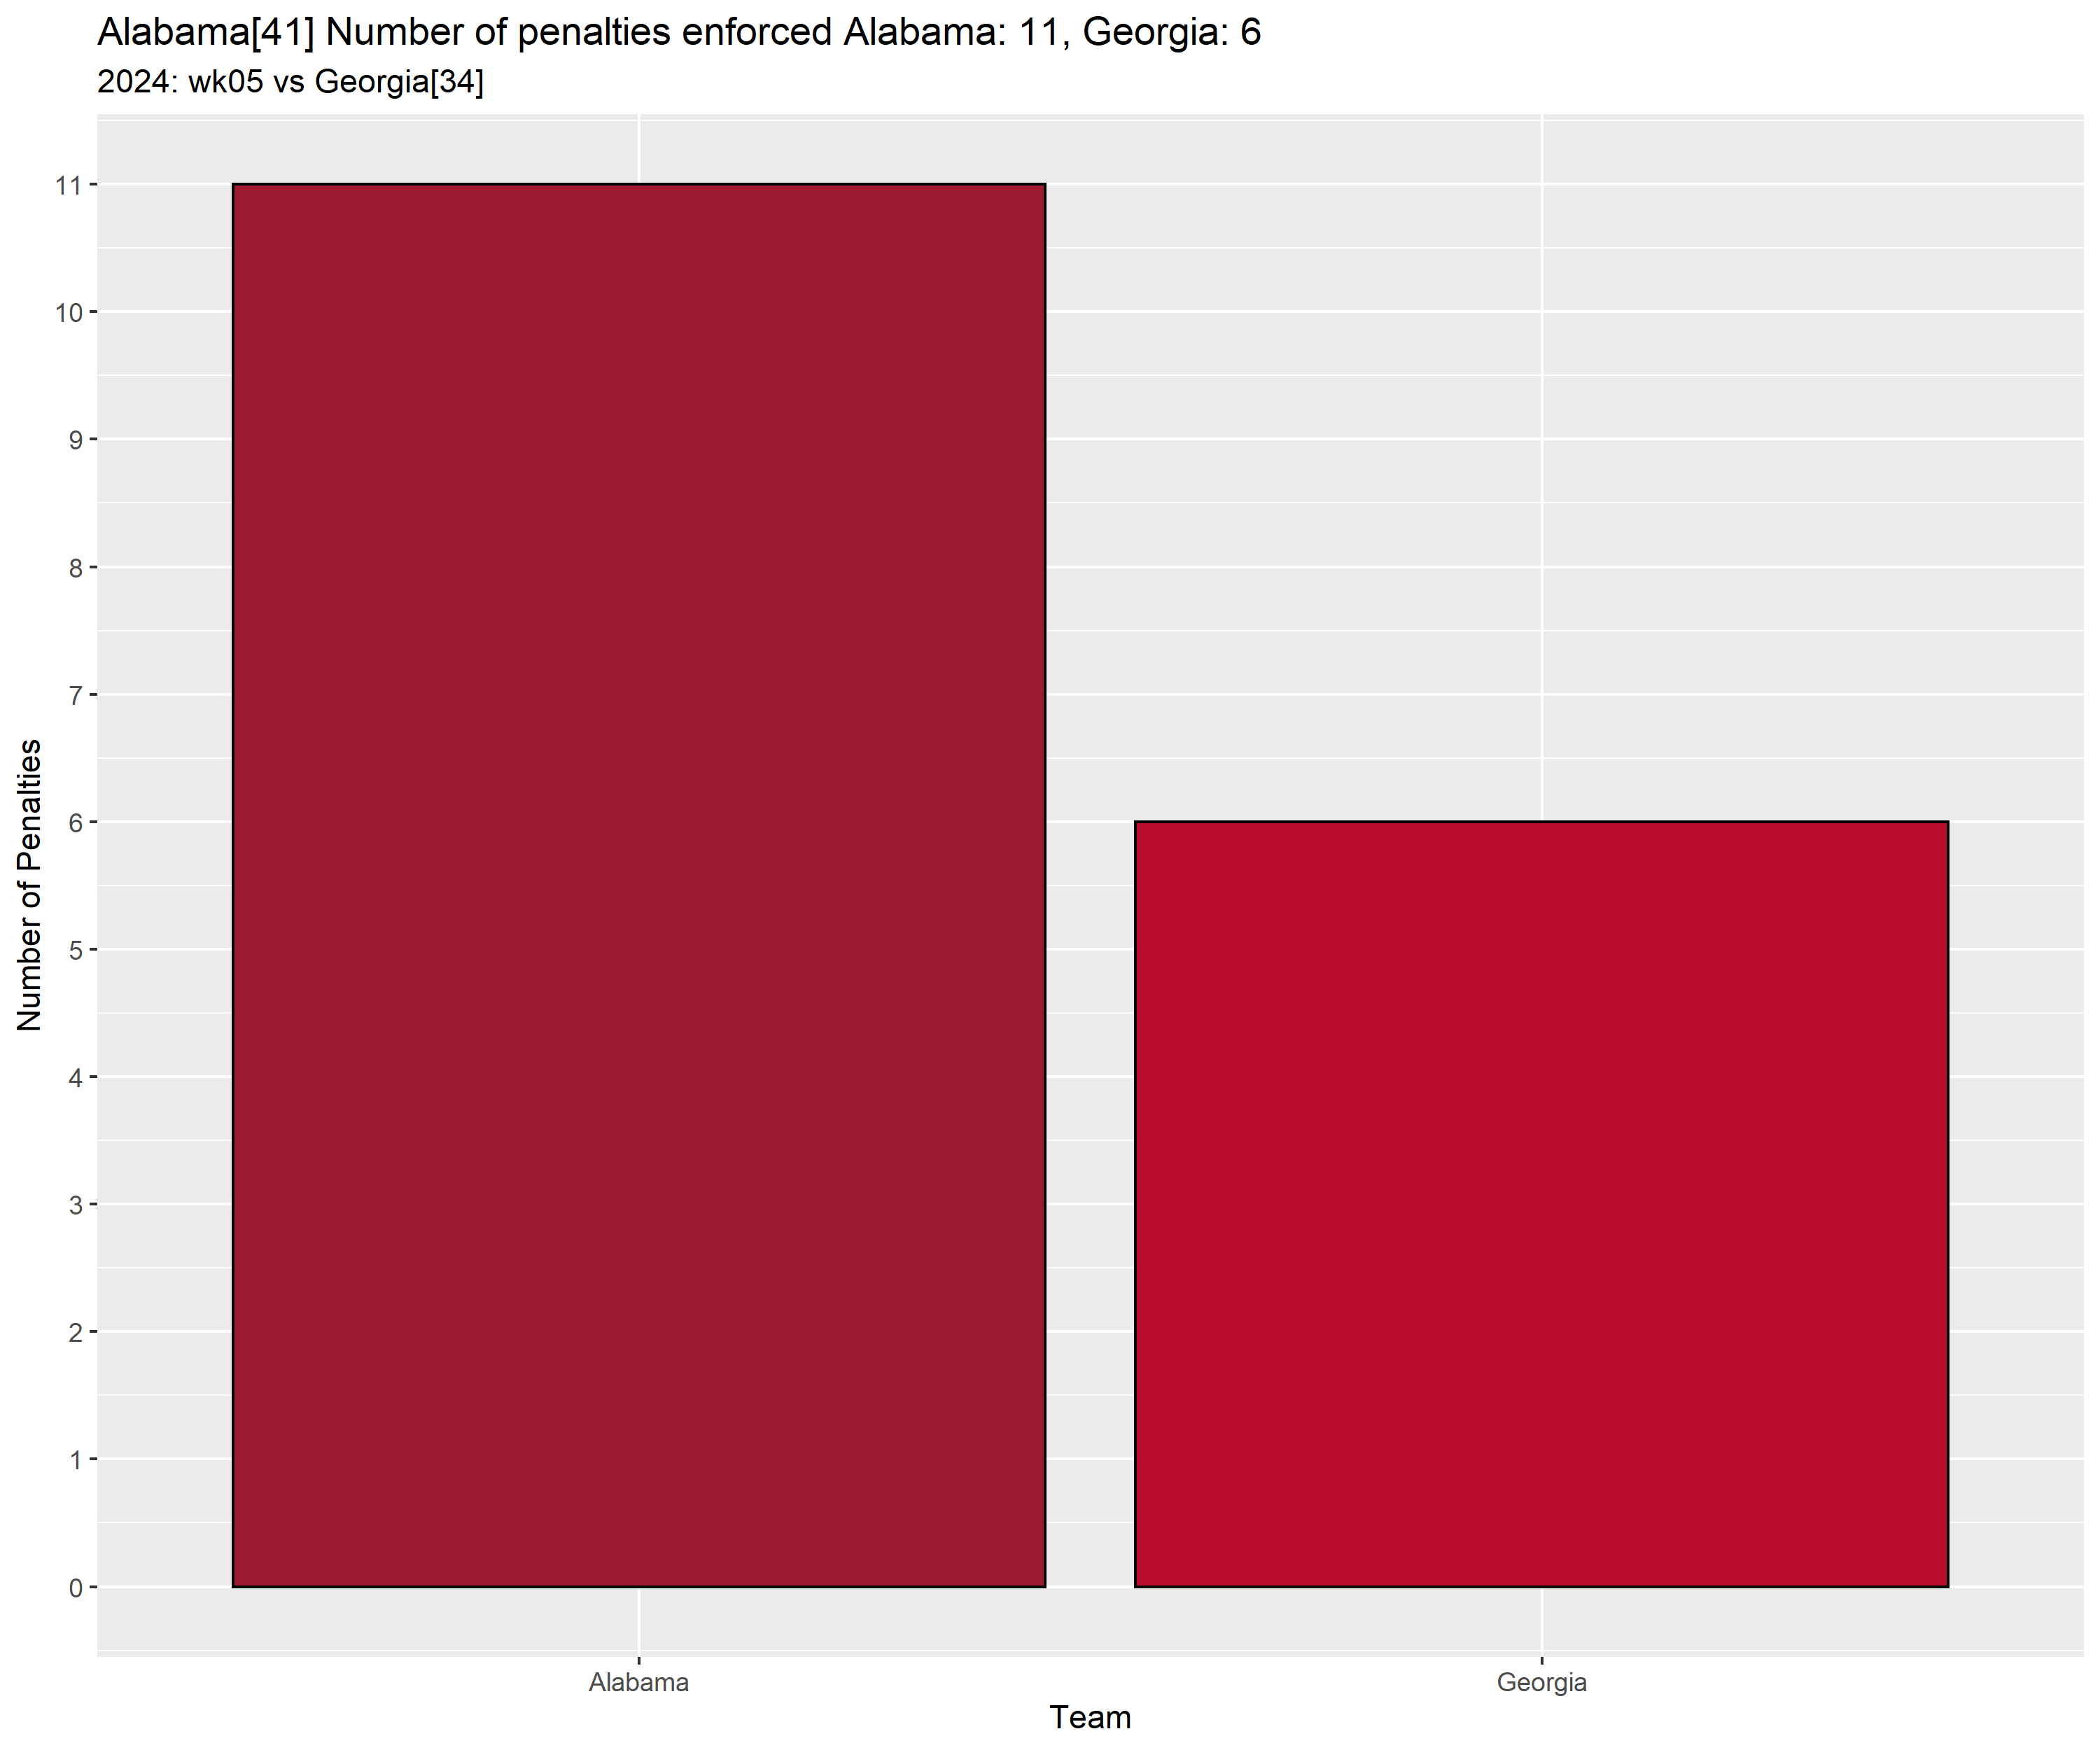 Alabama[41] Number of penalties enforced Alabama: 11, Georgia: 6
2024: wk05 vs Georgia[34]
Number of Penalties
11
10
9
8
7
6
5
4
3
2
1
0
Alabama
Georgia
Team